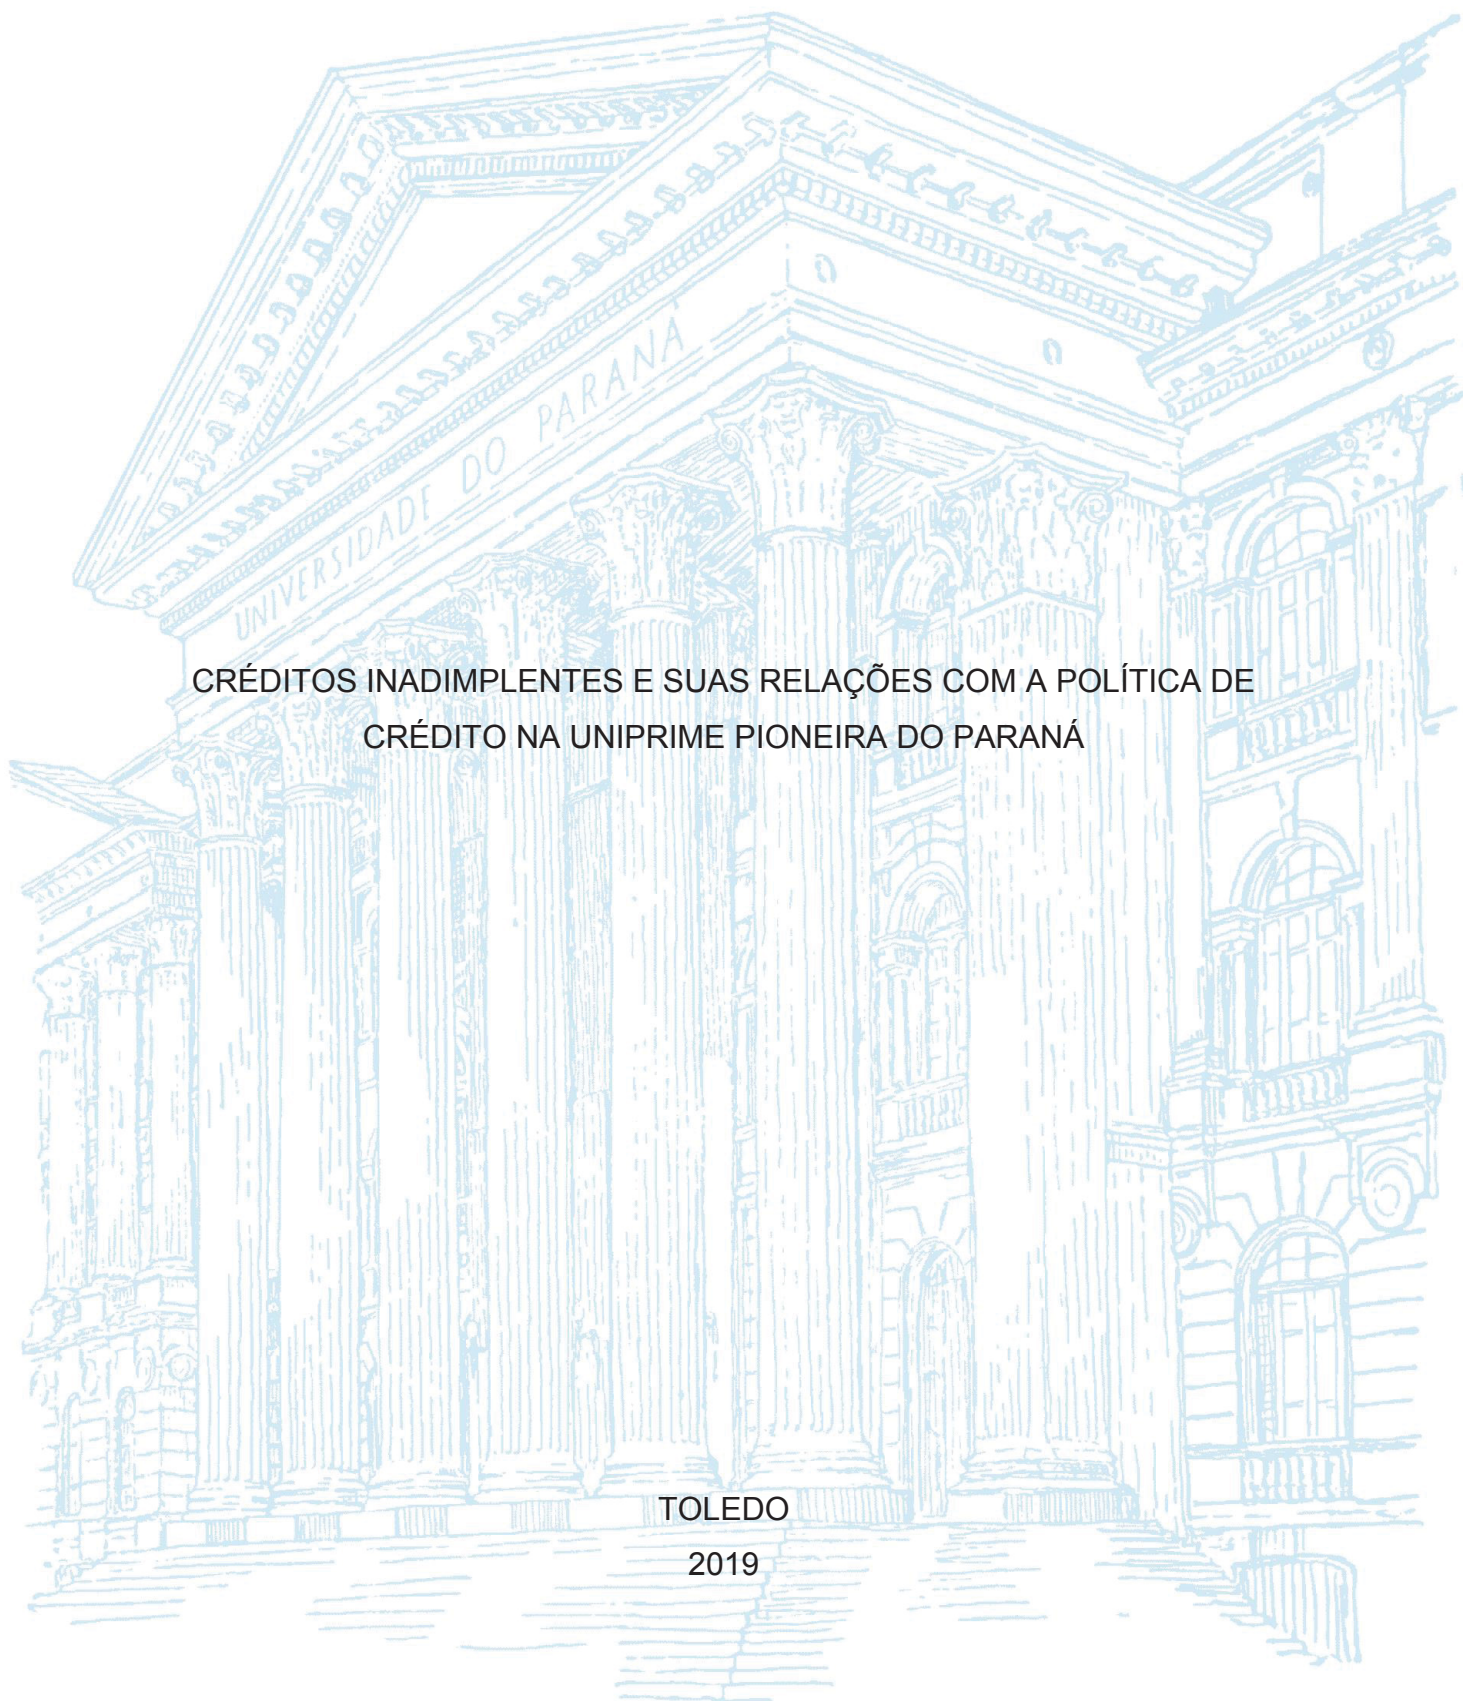 UNIVERSIDADE DO PARANÁ
CRÉDITOS INADIMPLENTES E SUAS RELAÇÕES COM A POLÍTICA DE
CRÉDITO NA UNIPRIME PIONEIRA DO PARANÁ
TOLEDO
2019